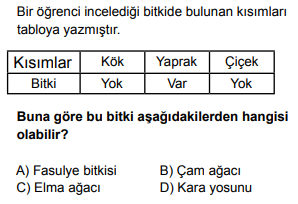 Bir öğrenci incelediği bitkide bulunan kısımları
tabloya yazmıştır.
Kısımlar Kök Yaprak Çiçek
Bitki Yok Var Yok
Buna göre bu bitki aşağıdakilerden hangisi
olabilir?
A) Fasulye bitkisi B) Çam ağacı
C) Elma ağacı D) Kara yosunu